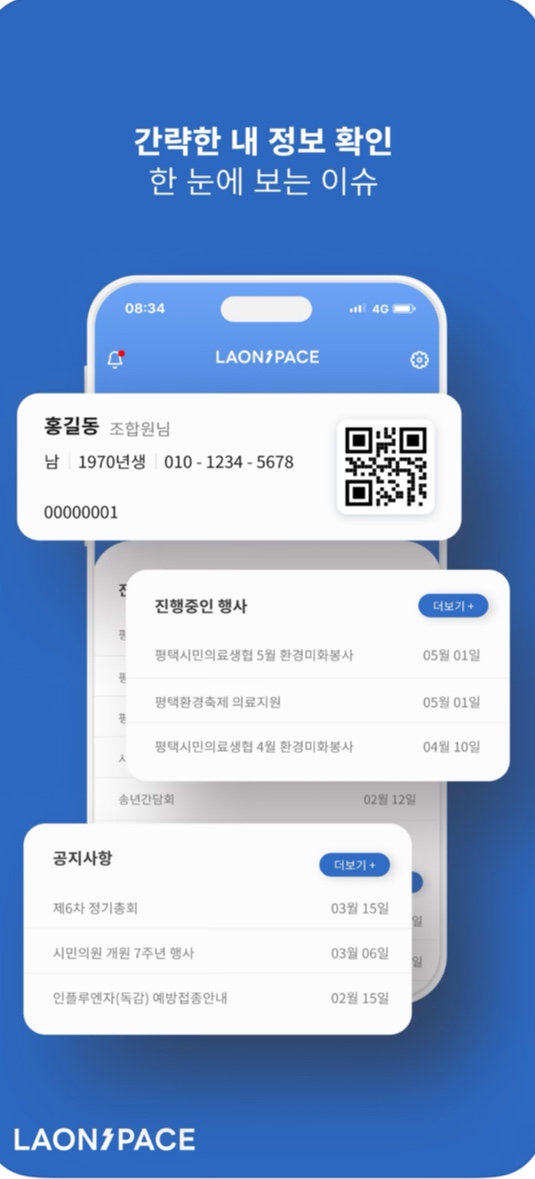 간략한 내 정보 확인
한 눈에 보는 이슈
08:34 4G
LAONSPACE
홍길동 조합원님
남 1970년생 010 - 1234 - 5678
00000001
진행중인 행사 더보기 +
평택시민의료생협 5월 환경미화봉사 05월 01일
평택환경축제 의료지원 05월 01일
평택시민의료생협 4월 환경미화봉사 04월 10일
송년간담회 02월 12일
공지사항 더보기 +
제6차 정기총회 03월 15일
시민의원 개원 7주년 행사 03월 06일
인플루엔자(독감) 예방접종안내 02월 15일
LAONSPACE